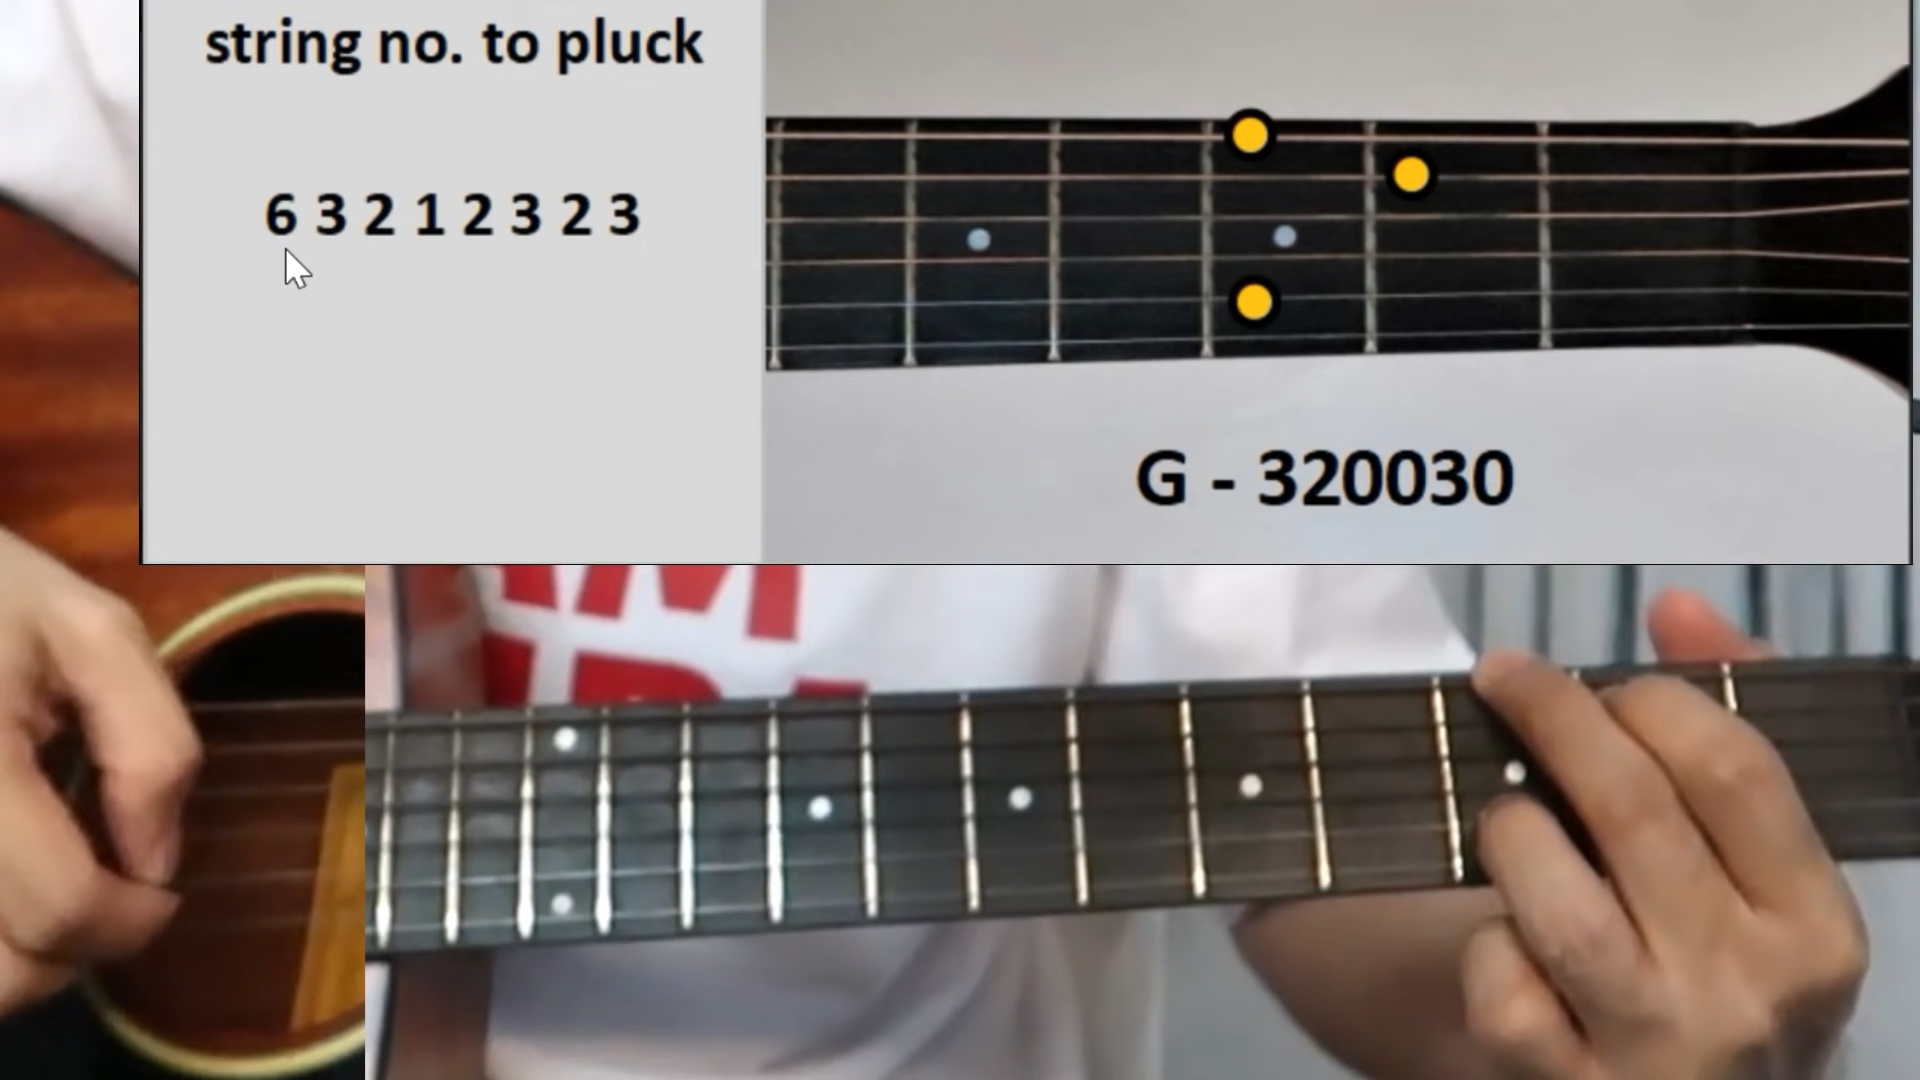 string no. to pluck
6 3 2 1 2 3 2 3
G - 320030